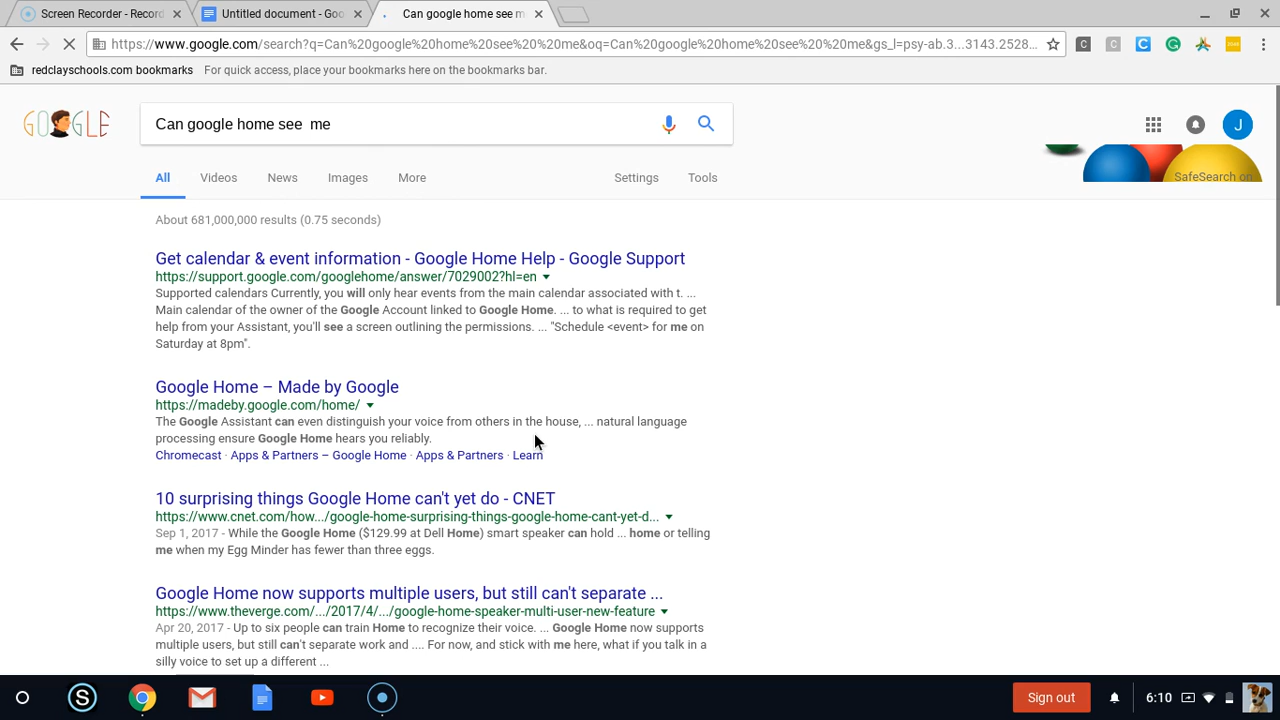 Screen Recorder - Record
Untitled document - Goo
Can google home see m
https://www.google.com/search?q=Can%20google%20home%20see%20%20me&oq=Can%20google%20home%20see%20%20me&gs_l=psy-ab.3...3143.2528...
redclayschools.com bookmarks For quick access, place your bookmarks here on the bookmarks bar.
GOOGLE
Can google home see  me
J
All Videos News Images More Settings Tools
SafeSearch on
About 681,000,000 results (0.75 seconds)
Get calendar & event information - Google Home Help - Google Support
https://support.google.com/googlehome/answer/7029002?hl=en
Supported calendars Currently, you will only hear events from the main calendar associated with t. ...
Main calendar of the owner of the Google Account linked to Google Home. ... to what is required to get
help from your Assistant, you'll see a screen outlining the permissions. ... "Schedule <event> for me on
Saturday at 8pm".
Google Home – Made by Google
https://madeby.google.com/home/
The Google Assistant can even distinguish your voice from others in the house, ... natural language
processing ensure Google Home hears you reliably.
Chromecast · Apps & Partners – Google Home · Apps & Partners · Learn
10 surprising things Google Home can't yet do - CNET
https://www.cnet.com/how.../google-home-surprising-things-google-home-cant-yet-d...
Sep 1, 2017 - While the Google Home ($129.99 at Dell Home) smart speaker can hold ... home or telling
me when my Egg Minder has fewer than three eggs.
Google Home now supports multiple users, but still can't separate ...
https://www.theverge.com/.../2017/4/.../google-home-speaker-multi-user-new-feature
Apr 20, 2017 - Up to six people can train Home to recognize their voice. ... Google Home now supports
multiple users, but still can't separate work and .... For now, and stick with me here, what if you talk in a
silly voice to set up a different ...
S
Sign out
6:10